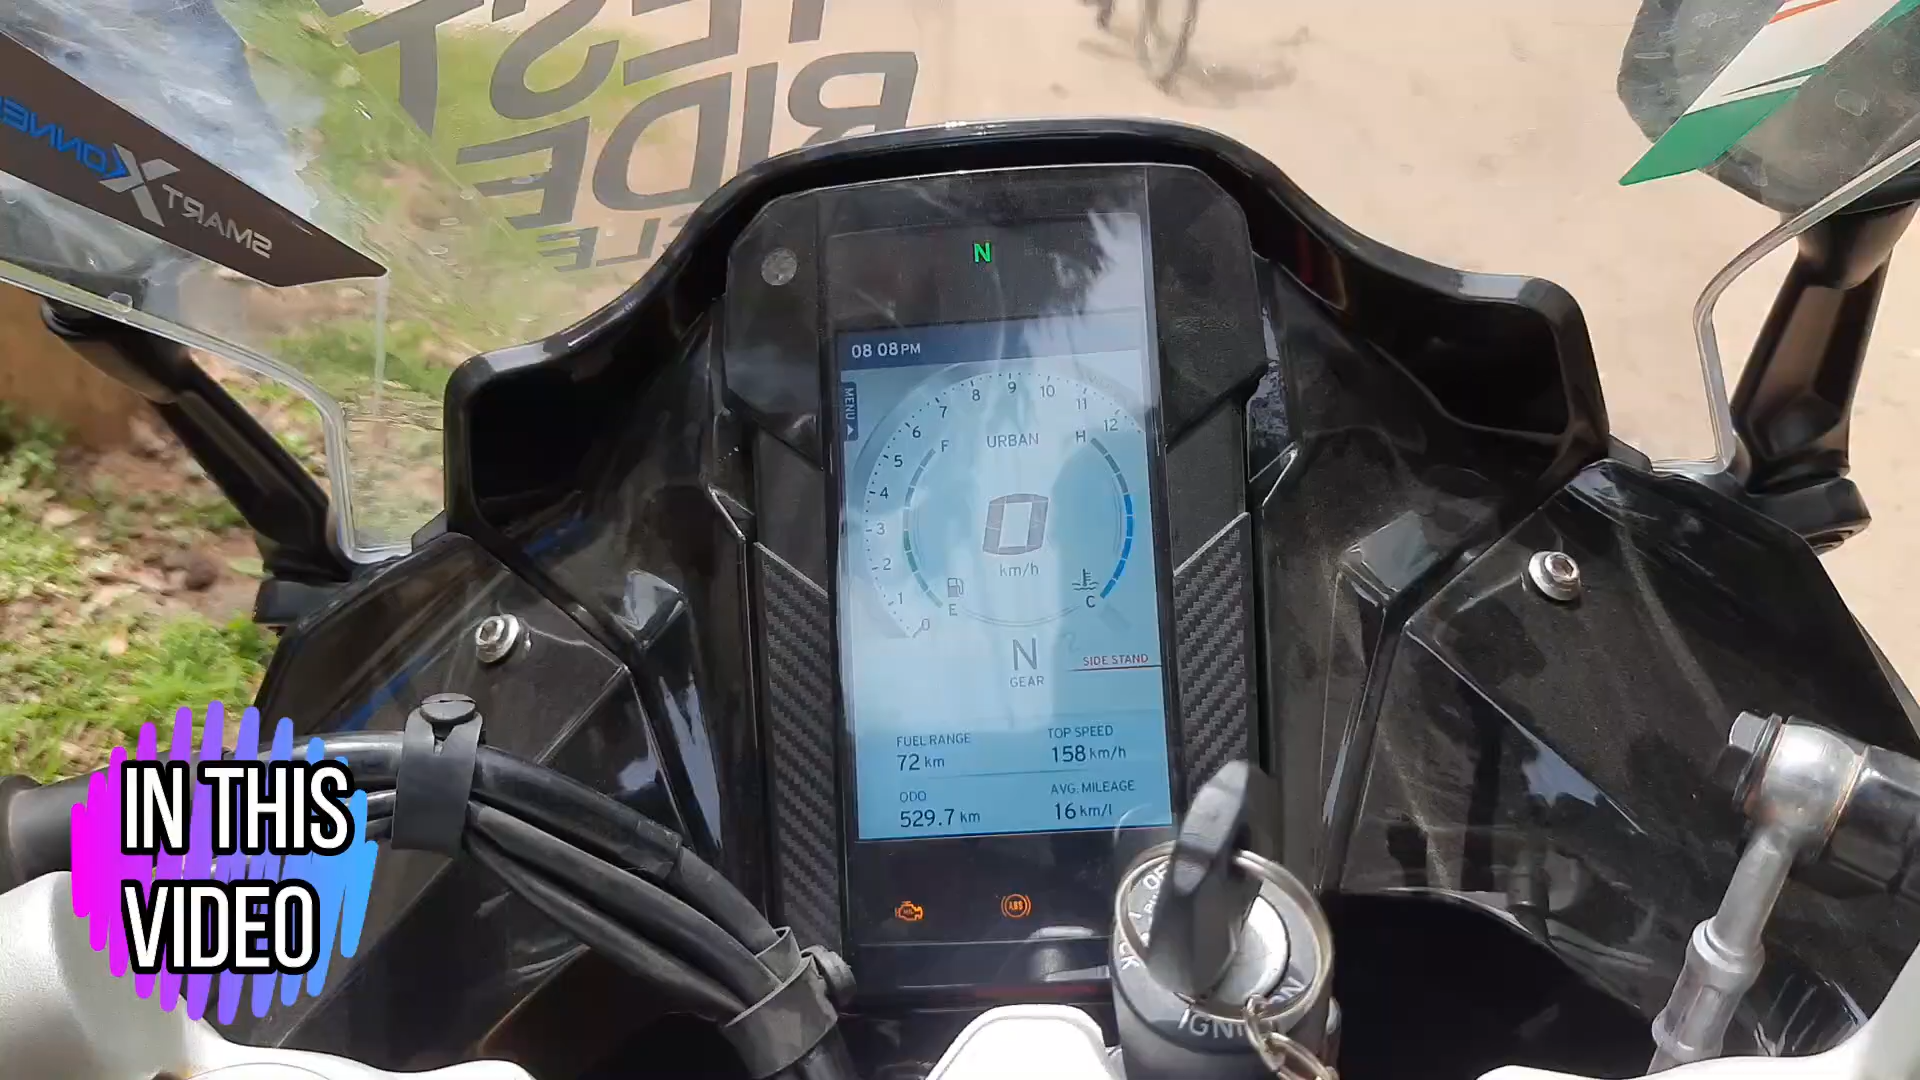 TEST
RIDE
SMART XONNECT
N
08 08 PM
MENU
0 1 2 3 4 5 6 7 8 9 10 11 12
F URBAN H
0
km/h
E C
N
GEAR
SIDE STAND
FUEL RANGE
72 km
TOP SPEED
158 km/h
ODO
529.7 km
AVG. MILEAGE
16 km/l
ABS
IN THIS
VIDEO